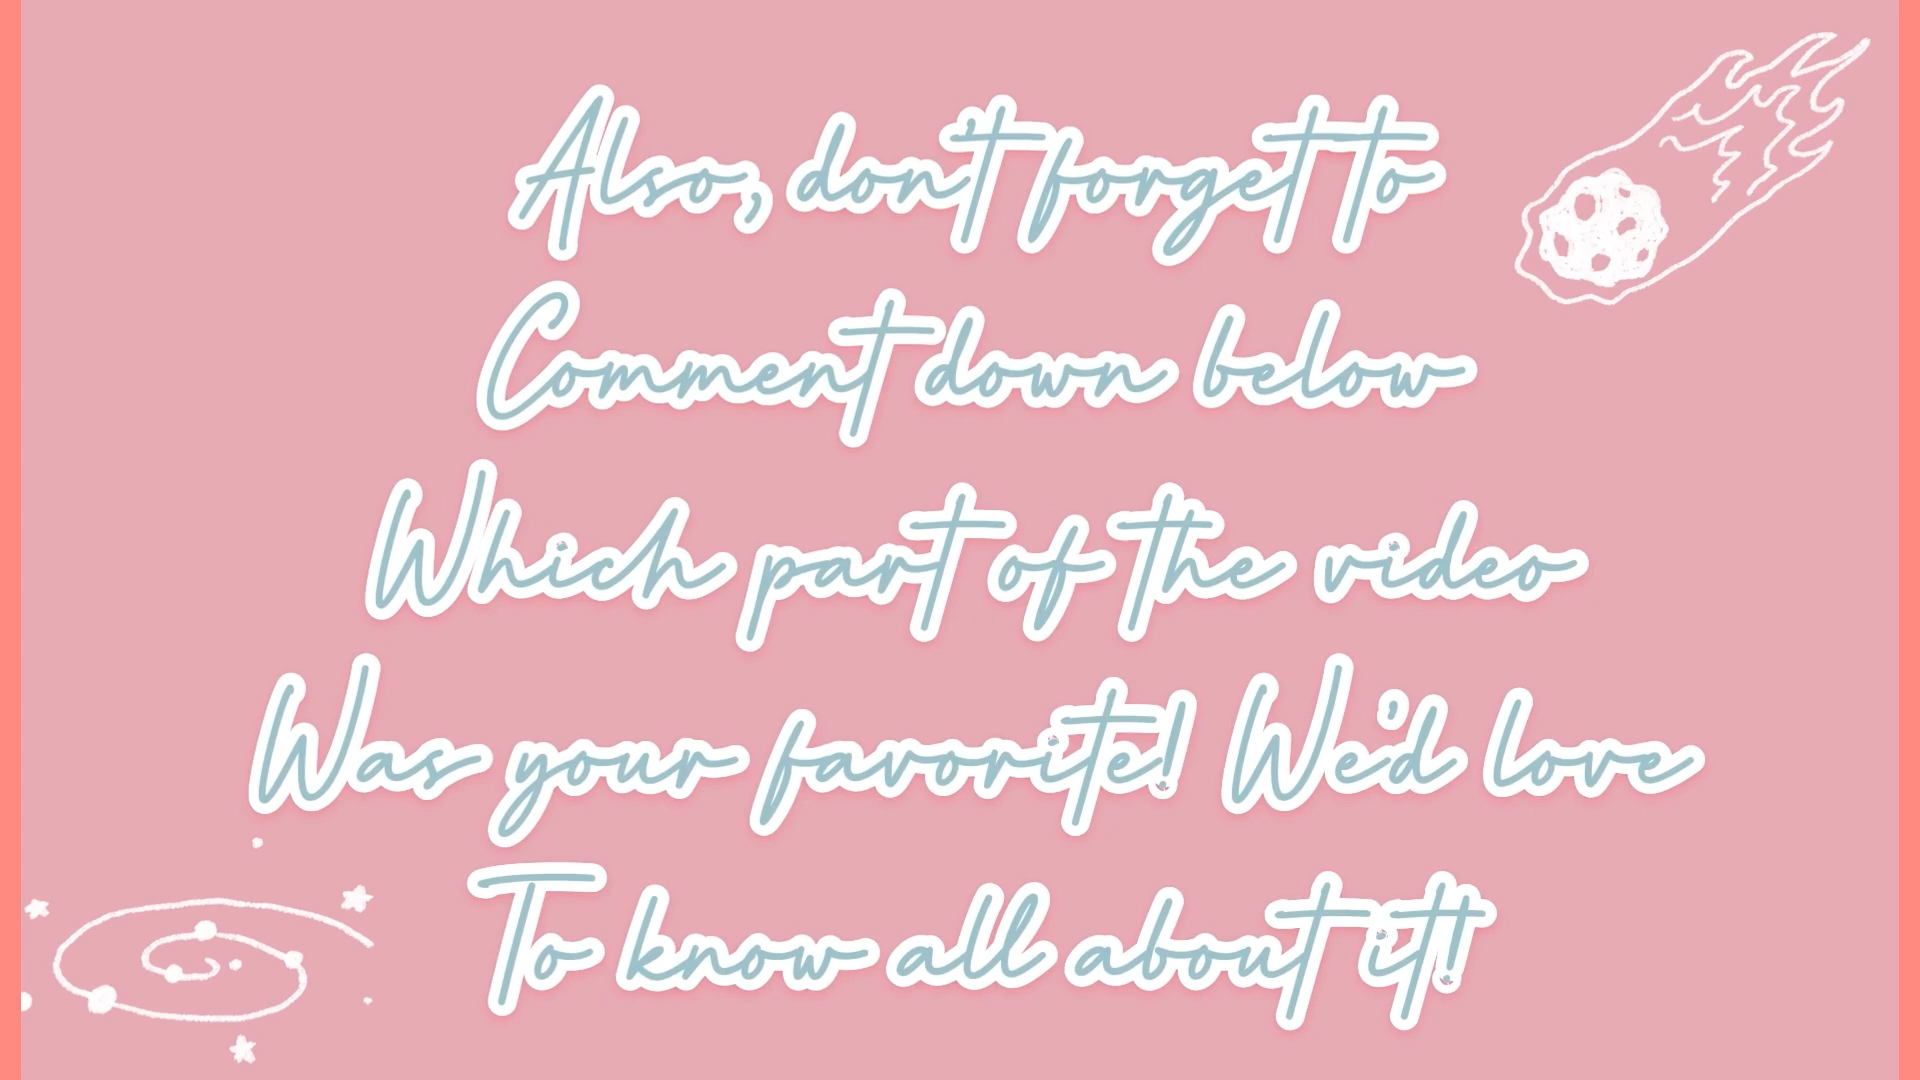 Also, don't forget to
Comment down below
Which part of the video
Was your favorite! We'd love
To know all about it!